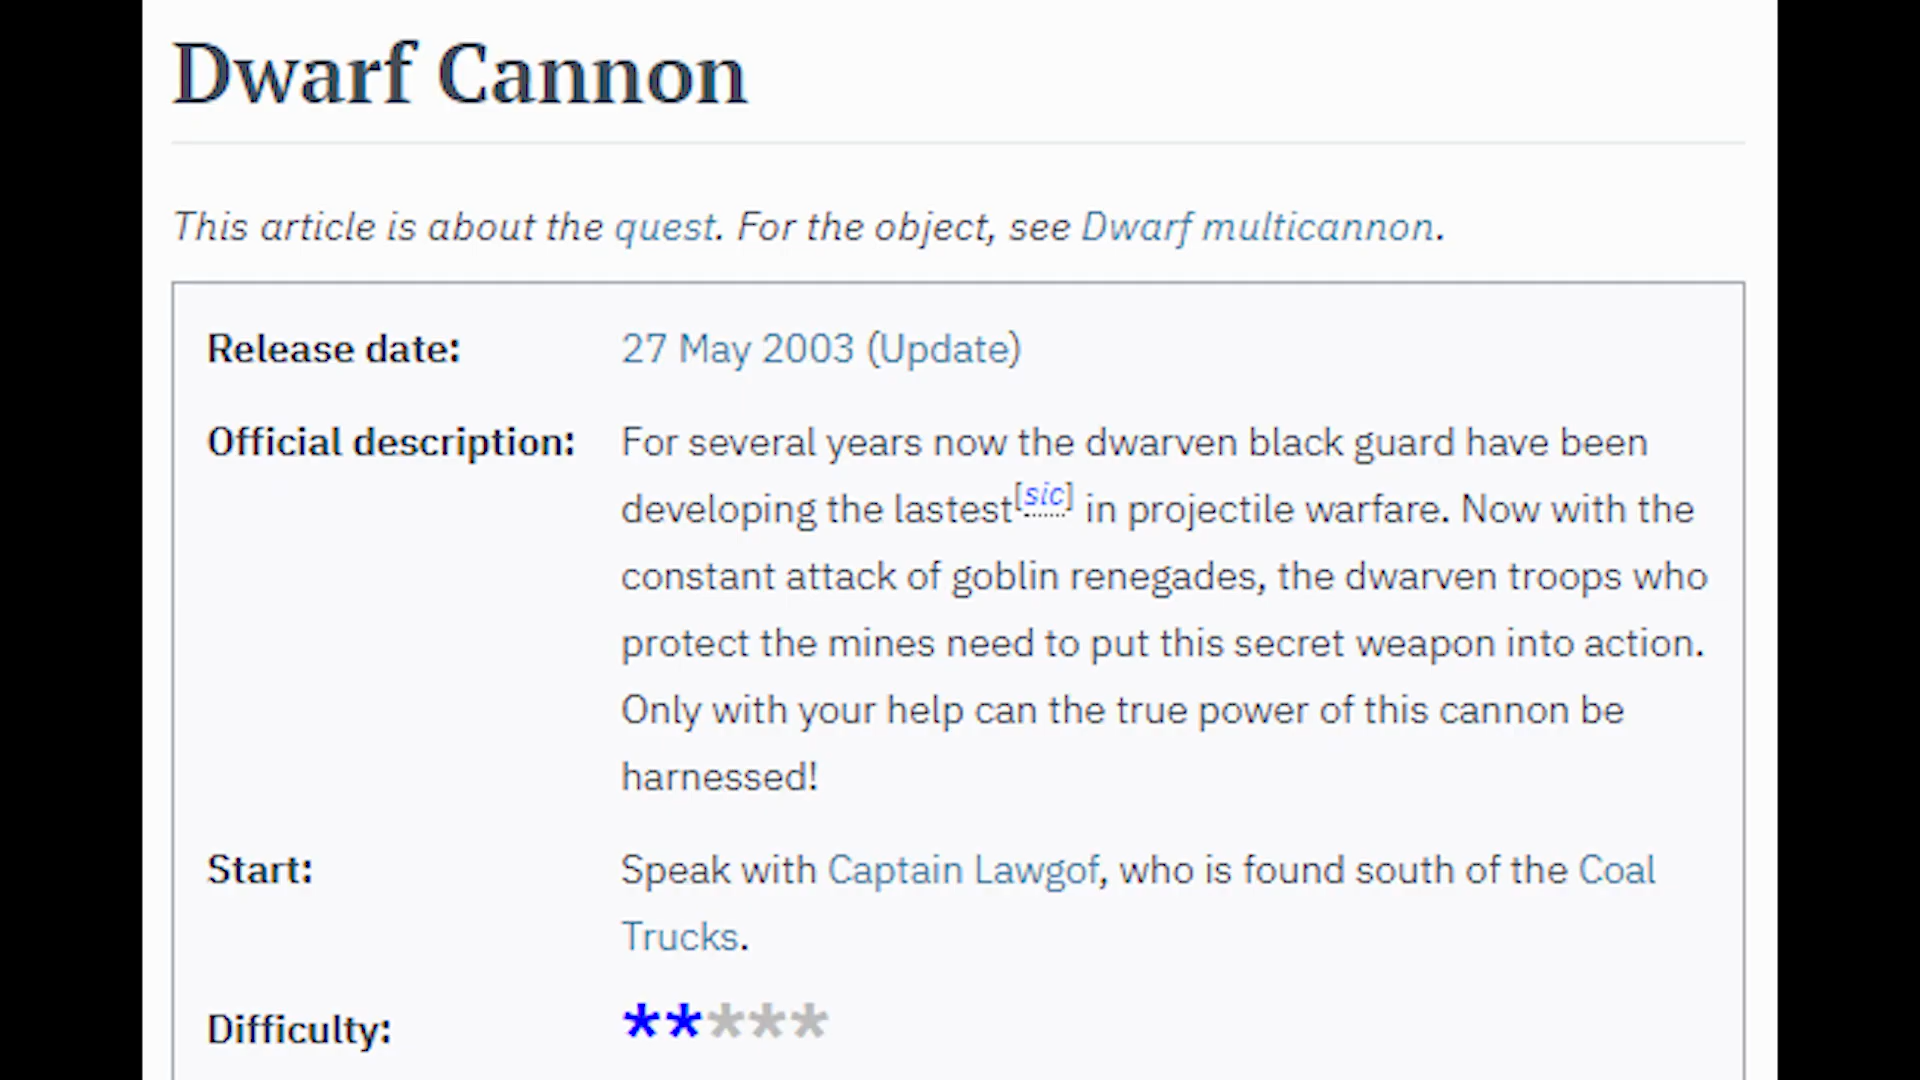 Dwarf Cannon
This article is about the quest. For the object, see Dwarf multicannon.
Release date: 27 May 2003 (Update)
Official description: For several years now the dwarven black guard have been
developing the lastest[sic] in projectile warfare. Now with the
constant attack of goblin renegades, the dwarven troops who
protect the mines need to put this secret weapon into action.
Only with your help can the true power of this cannon be
harnessed!
Start: Speak with Captain Lawgof, who is found south of the Coal
Trucks.
Difficulty: *****